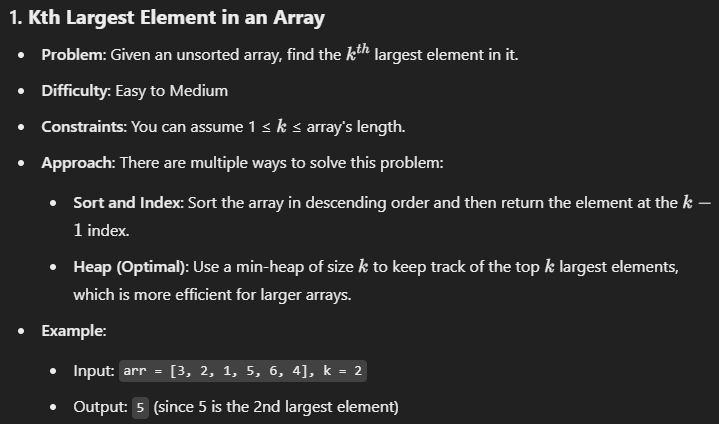 1. Kth Largest Element in an Array
• Problem: Given an unsorted array, find the kᵗʰ largest element in it.
• Difficulty: Easy to Medium
• Constraints: You can assume 1 ≤ k ≤ array's length.
• Approach: There are multiple ways to solve this problem:
• Sort and Index: Sort the array in descending order and then return the element at the k −
1 index.
• Heap (Optimal): Use a min-heap of size k to keep track of the top k largest elements,
which is more efficient for larger arrays.
• Example:
• Input: arr = [3, 2, 1, 5, 6, 4], k = 2
• Output: 5 (since 5 is the 2nd largest element)